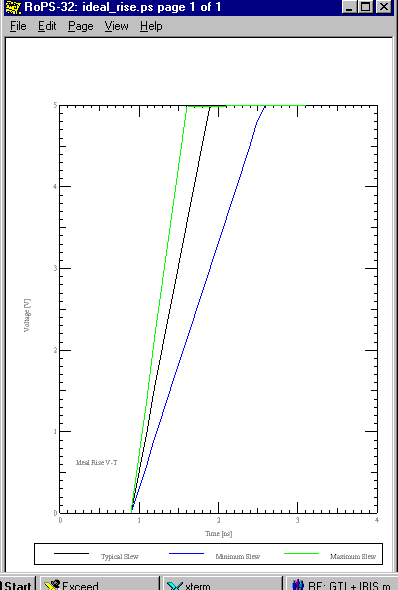 RoPS-32: ideal_rise.ps page 1 of 1
File Edit Page View Help
5
4
3
2
1
0
Voltage [V]
Ideal Rise V-T
0 1 2 3 4
Time [ns]
Typical Slew Minimum Slew Maximum Slew
Start Exceed xterm RE: GTL+ IBIS m